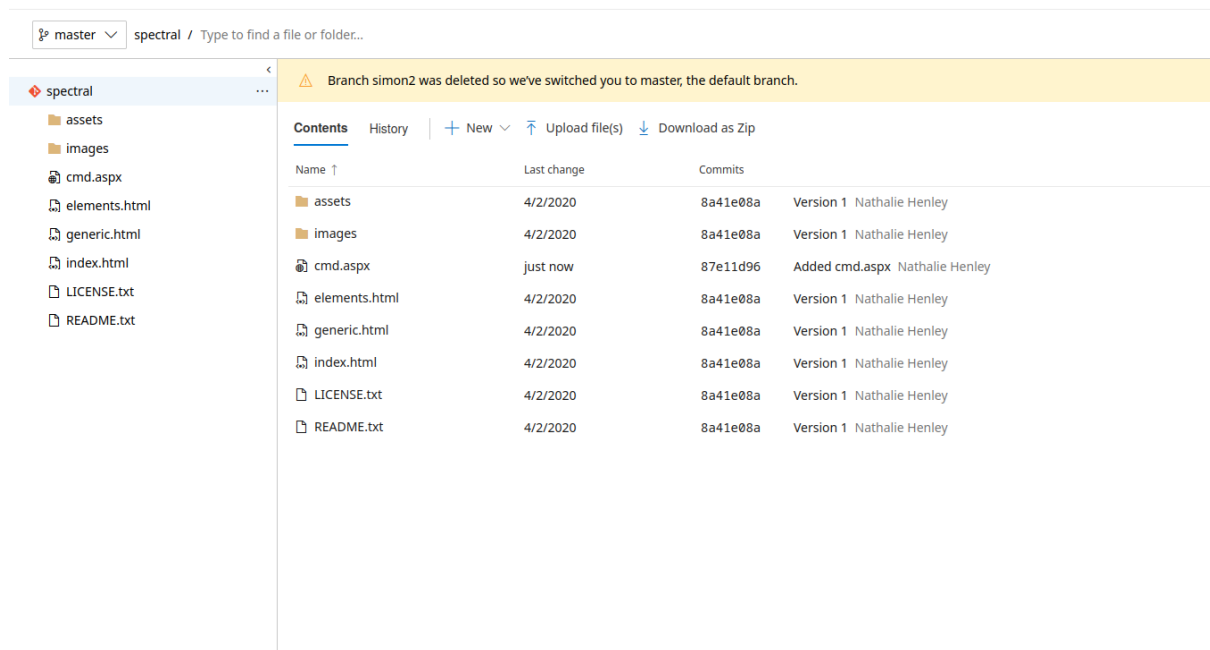 master spectral / Type to find a file or folder...
spectral ...
assets
images
cmd.aspx
elements.html
generic.html
index.html
LICENSE.txt
README.txt
Branch simon2 was deleted so we've switched you to master, the default branch.
Contents History New Upload file(s) Download as Zip
Name ↑ Last change Commits
assets 4/2/2020 8a41e08a Version 1 Nathalie Henley
images 4/2/2020 8a41e08a Version 1 Nathalie Henley
cmd.aspx just now 87e11d96 Added cmd.aspx Nathalie Henley
elements.html 4/2/2020 8a41e08a Version 1 Nathalie Henley
generic.html 4/2/2020 8a41e08a Version 1 Nathalie Henley
index.html 4/2/2020 8a41e08a Version 1 Nathalie Henley
LICENSE.txt 4/2/2020 8a41e08a Version 1 Nathalie Henley
README.txt 4/2/2020 8a41e08a Version 1 Nathalie Henley